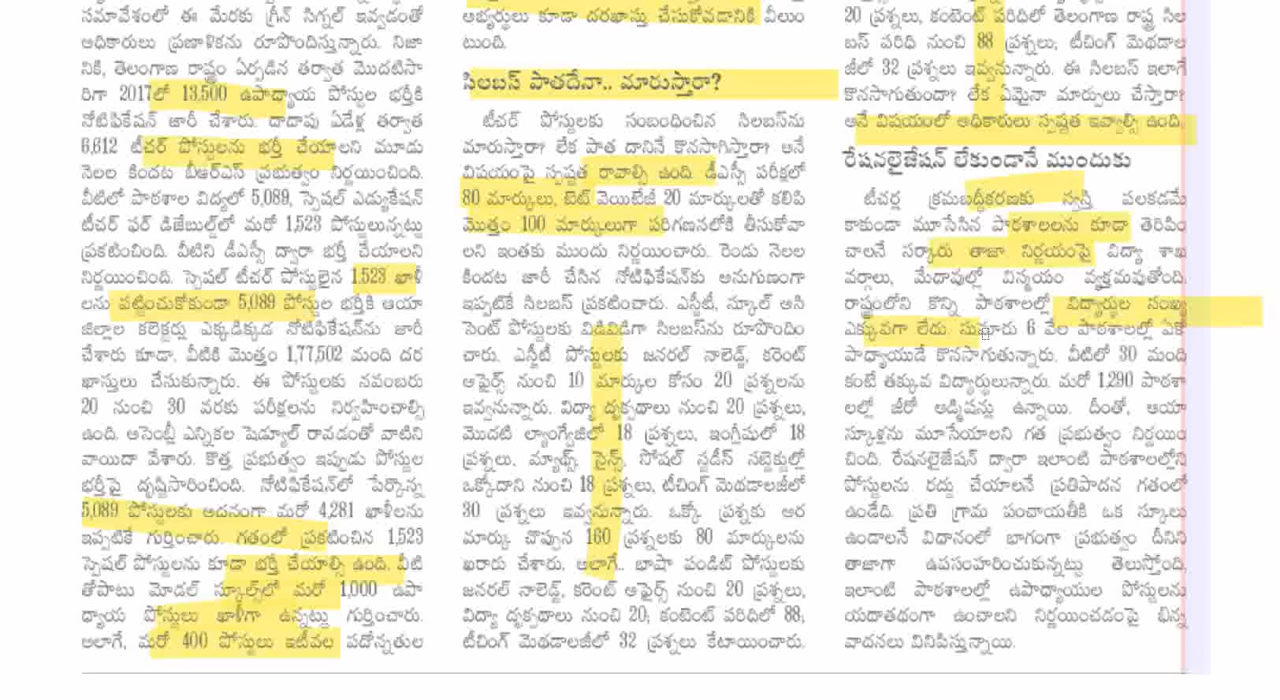 సమావేశంలో ఈ మేరకు గ్రీన్ సిగ్నల్ ఇవ్వడంతో
అధికారులు ప్రణాళికను రూపొందిస్తున్నారు. నిజా
నికి, తెలంగాణ రాష్ట్రం ఏర్పడిన తర్వాత మొదటిసా
రిగా 2017లో 13,500 ఉపాధ్యాయ పోస్టుల భర్తీకి
నోటిఫికేషన్ జారీ చేశారు. దాదాపు ఏడేళ్ల తర్వాత
6,612 టీచర్ పోస్టులను భర్తీ చేయాలని మూడు
నెలల కిందట బీఆర్ఎస్ ప్రభుత్వం నిర్ణయించింది.
వీటిలో పాఠశాల విద్యలో 5,089, స్పెషల్ ఎడ్యుకేషన్
టీచర్ ఫర్ డిజేబుల్డ్‌లో మరో 1,523 పోస్టులున్నట్టు
ప్రకటించింది. వీటిని డీఎస్సీ ద్వారా భర్తీ చేయాలని
నిర్ణయించింది. స్పెషల్ టీచర్ పోస్టులైన 1,523 ఖాళీ
లను పట్టించుకోకుండా 5,089 పోస్టుల భర్తీకి ఆయా
జిల్లాల కలెక్టర్లు ఎక్కడిక్కడ నోటిఫికేషన్‌ను జారీ
చేశారు కూడా. వీటికి మొత్తం 1,77,502 మంది దర
ఖాస్తులు చేసుకున్నారు. ఈ పోస్టులకు నవంబరు
20 నుంచి 30 వరకు పరీక్షలను నిర్వహించాల్సి
ఉంది. అసెంబ్లీ ఎన్నికల షెడ్యూల్ రావడంతో వాటిని
వాయిదా వేశారు. కొత్త ప్రభుత్వం ఇప్పుడు పోస్టుల
భర్తీపై దృష్టిసారించింది. నోటిఫికేషన్‌లో పేర్కొన్న
5,089 పోస్టులకు అదనంగా మరో 4,281 ఖాళీలను
ఇప్పటికే గుర్తించారు. గతంలో ప్రకటించిన 1,523
స్పెషల్ పోస్టులను కూడా భర్తీ చేయాల్సి ఉంది. వీటి
తోపాటు మోడల్ స్కూల్స్‌లో మరో 1,000 ఉపా
ధ్యాయ పోస్టులు ఖాళీగా ఉన్నట్టు గుర్తించారు.
అలాగే, మరో 400 పోస్టులు ఇటీవల పదోన్నతుల
అభ్యర్థులు కూడా దరఖాస్తు చేసుకోవడానికి వీలుం
టుంది.
సిలబస్ పాతదేనా.. మారుస్తారా?
టీచర్ పోస్టులకు సంబంధించిన సిలబస్‌ను
మారుస్తారా? లేక పాత దానినే కొనసాగిస్తారా? అనే
విషయంపై స్పష్టత రావాల్సి ఉంది. డీఎస్సీ పరీక్షలో
80 మార్కులు, టెట్ వెయిటేజీ 20 మార్కులతో కలిపి
మొత్తం 100 మార్కులుగా పరిగణనలోకి తీసుకోవా
లని ఇంతకు ముందు నిర్ణయించారు. రెండు నెలల
కిందట జారీ చేసిన నోటిఫికేషన్‌కు అనుగుణంగా
ఇప్పటికే సిలబస్ ప్రకటించారు. ఎస్జీటీ, స్కూల్ అసి
స్టెంట్ పోస్టులకు విడివిడిగా సిలబస్‌ను రూపొందిం
చారు. ఎస్జీటీ పోస్టులకు జనరల్ నాలెడ్జ్, కరెంట్
అఫైర్స్ నుంచి 10 మార్కుల కోసం 20 ప్రశ్నలను
ఇవ్వనున్నారు. విద్యా దృక్పథాలు నుంచి 20 ప్రశ్నలు,
మొదటి ల్యాంగ్వేజీలో 18 ప్రశ్నలు, ఇంగ్లీషులో 18
ప్రశ్నలు, మ్యాథ్స్, సైన్స్, సోషల్ స్టడీస్ సబ్జెక్టుల్లో
ఒక్కోదాని నుంచి 18 ప్రశ్నలు, టీచింగ్ మెథడాలజీలో
30 ప్రశ్నలు ఇవ్వనున్నారు. ఒక్కో ప్రశ్నకు అర
మార్కు చొప్పున 160 ప్రశ్నలకు 80 మార్కులను
ఖరారు చేశారు. అలాగే.. భాషా పండిట్ పోస్టులకు
జనరల్ నాలెడ్జ్, కరెంట్ అఫైర్స్ నుంచి 20 ప్రశ్నలు,
విద్యా దృక్పథాలు నుంచి 20; కంటెంట్ పరిధిలో 88;
టీచింగ్ మెథడాలజీలో 32 ప్రశ్నలు కేటాయించారు.
20 ప్రశ్నలు, కంటెంట్ పరిధిలో తెలంగాణ రాష్ట్ర సిల
బస్ పరిధి నుంచి 88 ప్రశ్నలు, టీచింగ్ మెథడాల
జీలో 32 ప్రశ్నలు ఇవ్వనున్నారు. ఈ సిలబస్ ఇలాగే
కొనసాగుతుందా? లేక ఏమైనా మార్పులు చేస్తారా?
అనే విషయంలో అధికారులు స్పష్టత ఇవ్వాల్సి ఉంది.
రేషనలైజేషన్ లేకుండానే ముందుకు
టీచర్ల క్రమబద్ధీకరణకు స్వస్తి పలకడమే
కాకుండా మూసేసిన పాఠశాలలను కూడా తెరిపిం
చాలనే సర్కారు తాజా నిర్ణయంపై విద్యా శాఖ
వర్గాలు, మేధావుల్లో విస్మయం వ్యక్తమవుతోంది.
రాష్ట్రంలోని కొన్ని పాఠశాలల్లో విద్యార్థుల సంఖ్య
ఎక్కువగా లేదు. సుమారు 6 వేల పాఠశాలల్లో ఏకో
పాధ్యాయుడే కొనసాగుతున్నారు. వీటిలో 30 మంది
కంటే తక్కువ విద్యార్థులున్నారు. మరో 1,290 పాఠశా
లల్లో జీరో అడ్మిషన్లు ఉన్నాయి. దీంతో, ఆయా
స్కూళ్లను మూసేయాలని గత ప్రభుత్వం నిర్ణయిం
చింది. రేషనలైజేషన్ ద్వారా ఇలాంటి పాఠశాలల్లోని
పోస్టులను రద్దు చేయాలనే ప్రతిపాదన గతంలో
ఉండేది. ప్రతి గ్రామ పంచాయతీకి ఒక స్కూలు
ఉండాలనే విధానంలో భాగంగా ప్రభుత్వం దీనిని
తాజాగా ఉపసంహరించుకున్నట్టు తెలుస్తోంది.
ఇలాంటి పాఠశాలల్లో ఉపాధ్యాయుల పోస్టులను
యథాతథంగా ఉంచాలని నిర్ణయించడంపై భిన్న
వాదనలు వినిపిస్తున్నాయి.